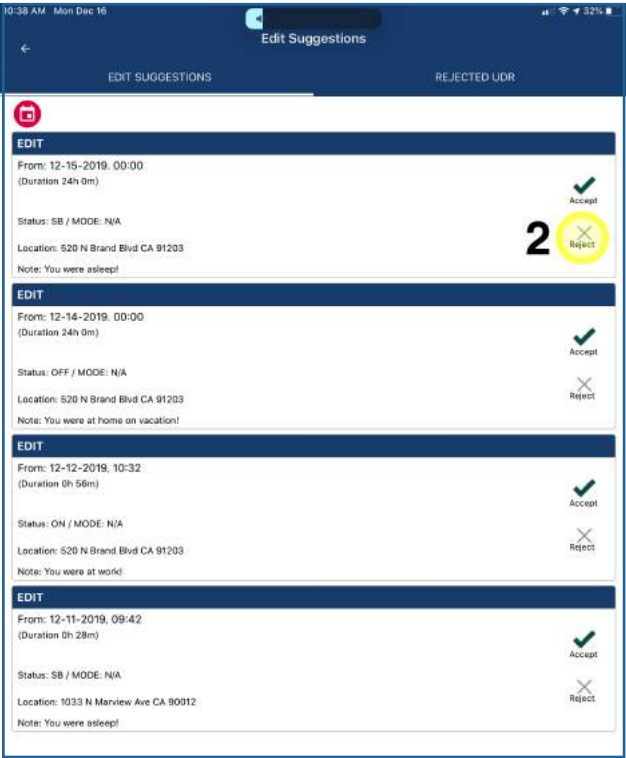 10:38 AM Mon Dec 16
32%
Edit Suggestions
EDIT SUGGESTIONS
REJECTED UDR
EDIT
From: 12-15-2019, 00:00
(Duration 24h 0m)
Accept
Status: SB / MODE: N/A
2
Reject
Location: 520 N Brand Blvd CA 91203
Note: You were asleep!
EDIT
From: 12-14-2019, 00:00
(Duration 24h 0m)
Accept
Status: OFF / MODE: N/A
Reject
Location: 520 N Brand Blvd CA 91203
Note: You were at home on vacation!
EDIT
From: 12-12-2019, 10:32
(Duration 0h 56m)
Accept
Status: ON / MODE: N/A
Reject
Location: 520 N Brand Blvd CA 91203
Note: You were at work!
EDIT
From: 12-11-2019, 09:42
(Duration 0h 28m)
Accept
Status: SB / MODE: N/A
Reject
Location: 1033 N Marview Ave CA 90012
Note: You were asleep!